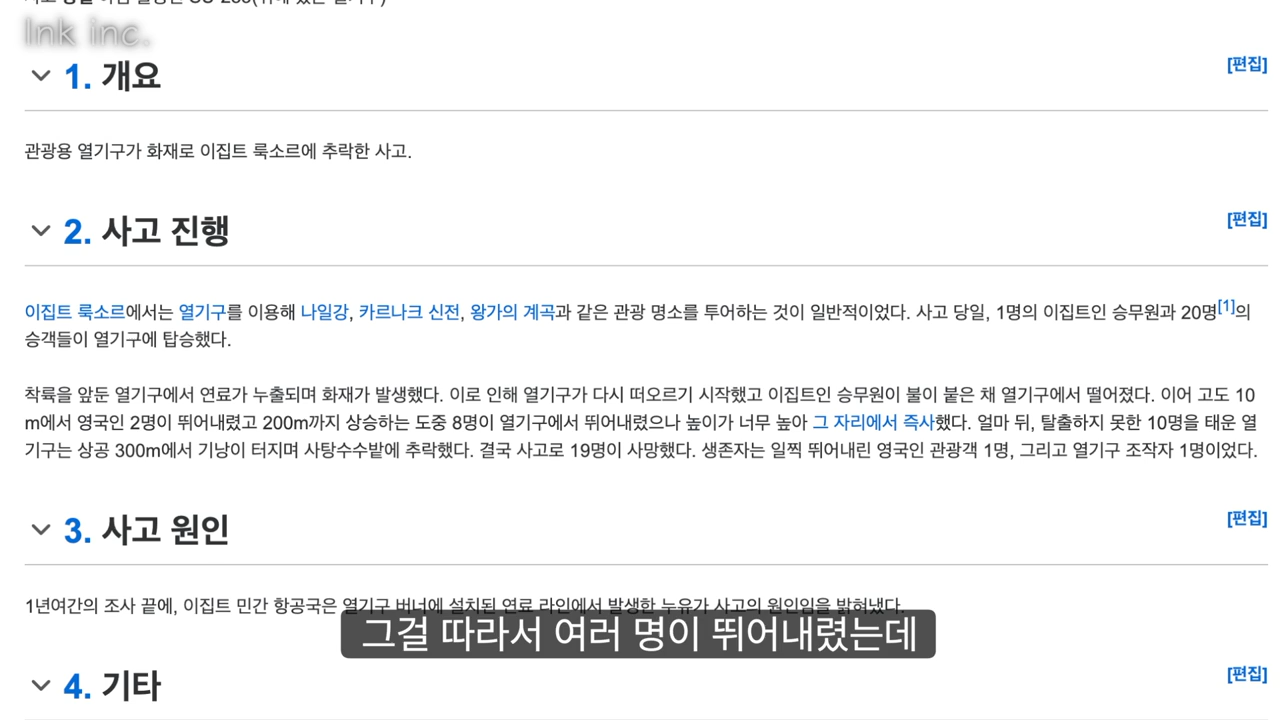 Ink inc.
1. 개요
[편집]
관광용 열기구가 화재로 이집트 룩소르에 추락한 사고.
2. 사고 진행
[편집]
이집트 룩소르에서는 열기구를 이용해 나일강, 카르나크 신전, 왕가의 계곡과 같은 관광 명소를 투어하는 것이 일반적이었다. 사고 당일, 1명의 이집트인 승무원과 20명[1]의
승객들이 열기구에 탑승했다.
착륙을 앞둔 열기구에서 연료가 누출되며 화재가 발생했다. 이로 인해 열기구가 다시 떠오르기 시작했고 이집트인 승무원이 불이 붙은 채 열기구에서 떨어졌다. 이어 고도 10
m에서 영국인 2명이 뛰어내렸고 200m까지 상승하는 도중 8명이 열기구에서 뛰어내렸으나 높이가 너무 높아 그 자리에서 즉사했다. 얼마 뒤, 탈출하지 못한 10명을 태운 열
기구는 상공 300m에서 기낭이 터지며 사탕수수밭에 추락했다. 결국 사고로 19명이 사망했다. 생존자는 일찍 뛰어내린 영국인 관광객 1명, 그리고 열기구 조작자 1명이었다.
3. 사고 원인
[편집]
1년여간의 조사 끝에, 이집트 민간 항공국은 열기구 버너에 설치된 연료 라인에서 발생한 누유가 사고의 원인임을 밝혀냈다.
그걸 따라서 여러 명이 뛰어내렸는데
4. 기타
[편집]